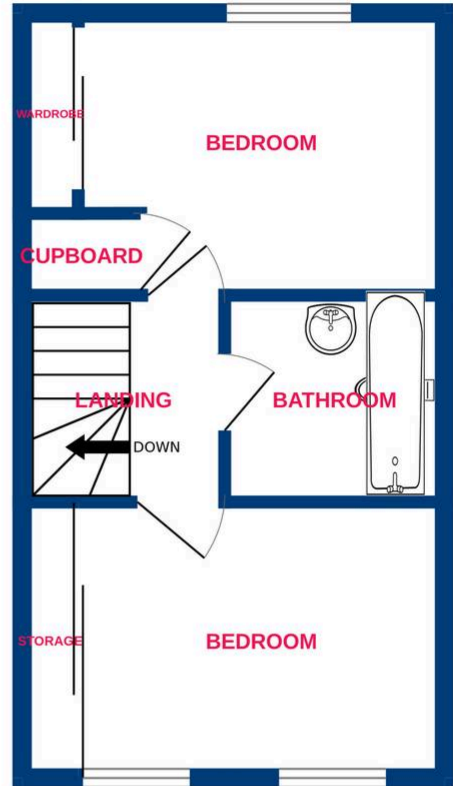 WARDROBE
BEDROOM
CUPBOARD
LANDING
BATHROOM
DOWN
STORAGE
BEDROOM